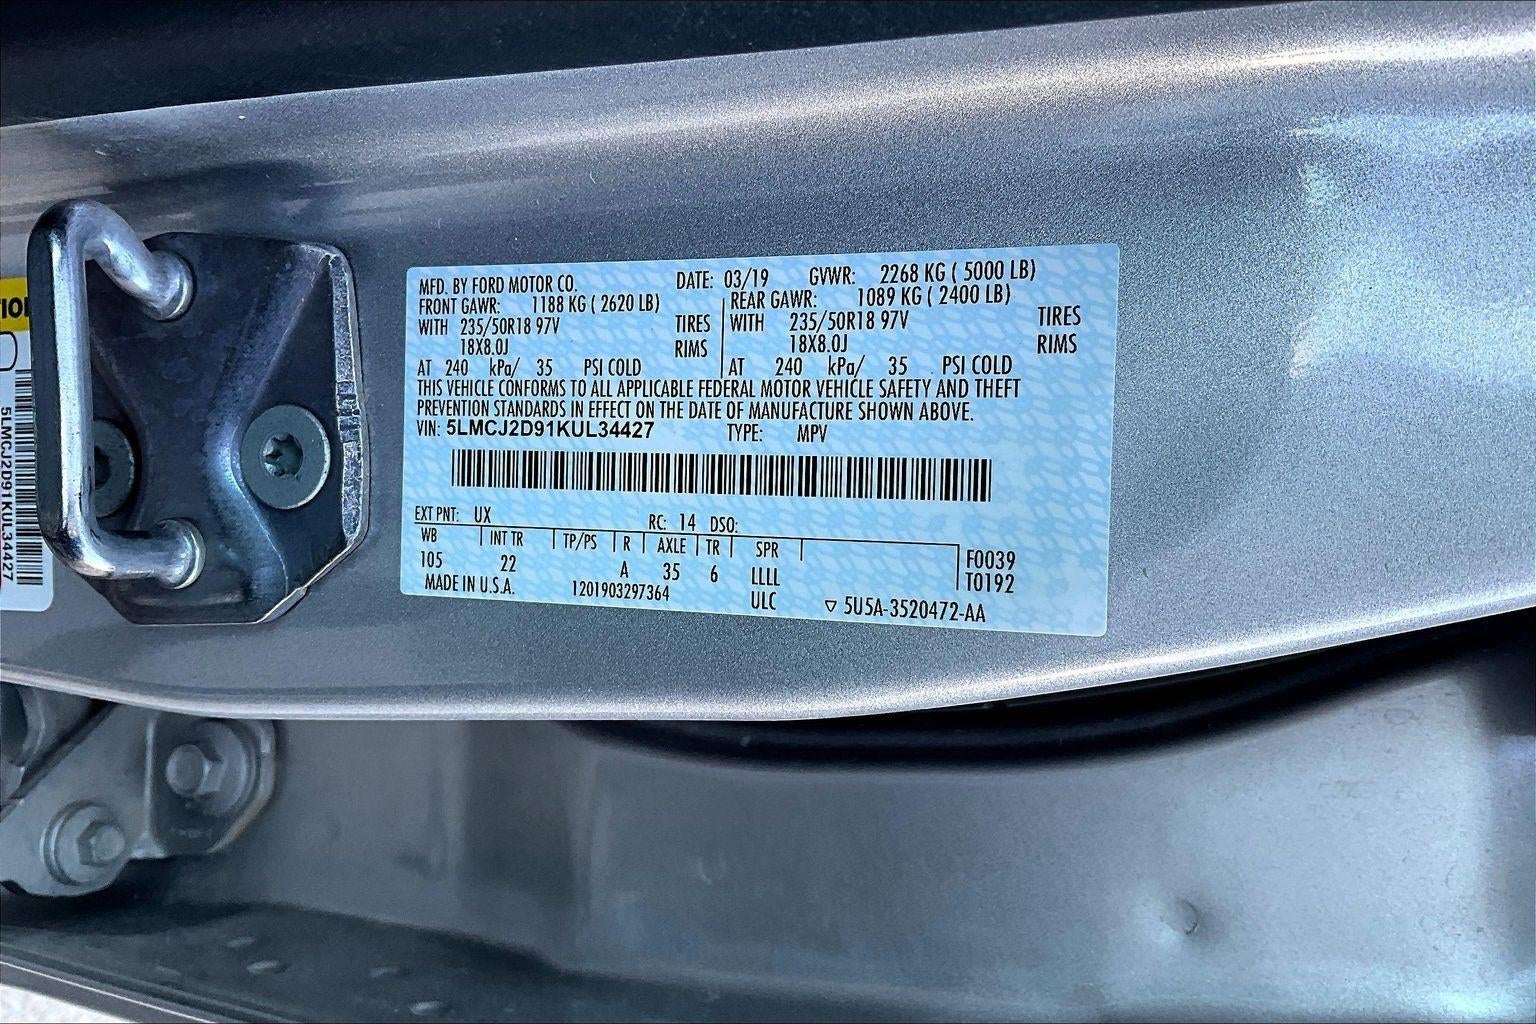 MFD. BY FORD MOTOR CO. DATE: 03/19 GVWR: 2268 KG ( 5000 LB)
FRONT GAWR: 1188 KG ( 2620 LB) REAR GAWR: 1089 KG ( 2400 LB)
WITH 235/50R18 97V TIRES WITH 235/50R18 97V TIRES
18X8.0J RIMS 18X8.0J RIMS
AT 240 kPa/ 35 PSI COLD AT 240 kPa/ 35 PSI COLD
THIS VEHICLE CONFORMS TO ALL APPLICABLE FEDERAL MOTOR VEHICLE SAFETY AND THEFT
PREVENTION STANDARDS IN EFFECT ON THE DATE OF MANUFACTURE SHOWN ABOVE.
VIN: 5LMCJ2D91KUL34427 TYPE: MPV
EXT PNT: UX RC: 14 DSO:
WB INT TR TP/PS R AXLE TR SPR F0039
105 22 A 35 6 LLLL T0192
MADE IN U.S.A. 1201903297364 ULC ▽ 5U5A-3520472-AA
5LMCJ2D91KUL34427